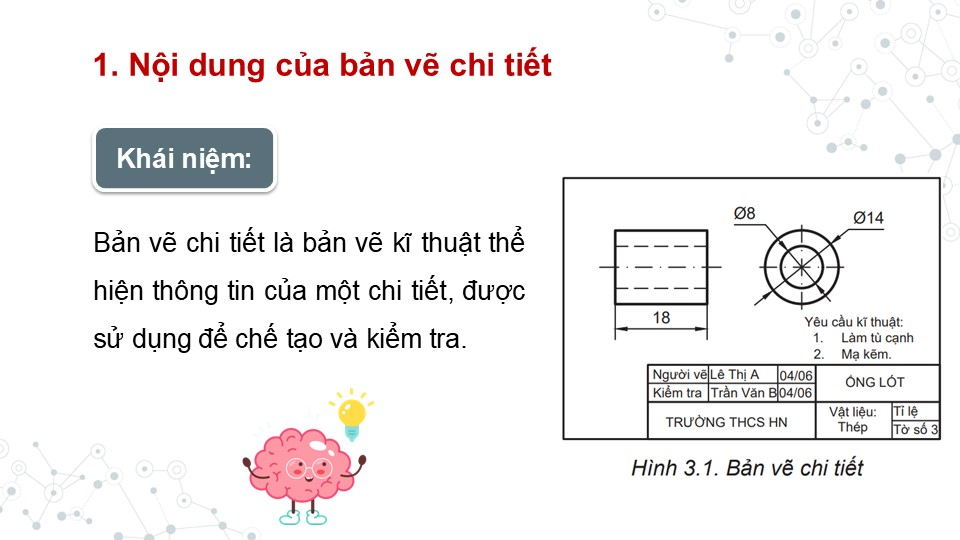 1. Nội dung của bản vẽ chi tiết
Khái niệm:
Bản vẽ chi tiết là bản vẽ kĩ thuật thể
hiện thông tin của một chi tiết, được
sử dụng để chế tạo và kiểm tra.
Ø8
Ø14
18
Yêu cầu kĩ thuật:
1. Làm tù cạnh
2. Mạ kẽm.
Người vẽ Lê Thị A 04/06
Kiểm tra Trần Văn B 04/06
ỐNG LÓT
TRƯỜNG THCS HN
Vật liệu:
Thép
Tỉ lệ
Tờ số 3
Hình 3.1. Bản vẽ chi tiết